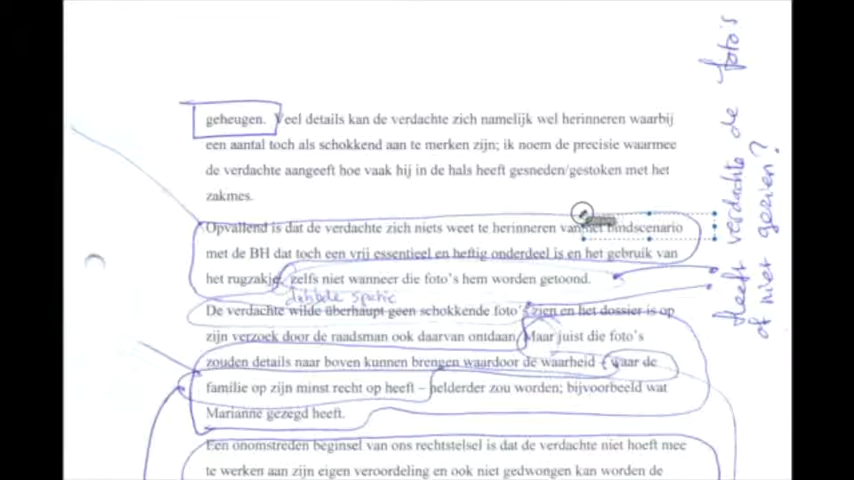 geheugen. Veel details kan de verdachte zich namelijk wel herinneren waarbij
een aantal toch als schokkend aan te merken zijn; ik noem de precisie waarmee
de verdachte aangeeft hoe vaak hij in de hals heeft gesneden/gestoken met het
zakmes.
Opvallend is dat de verdachte zich niets weet te herinneren van het bindscenario
met de BH dat toch een vrij essentieel en heftig onderdeel is en het gebruik van
het rugzakje, zelfs niet wanneer die foto's hem worden getoond.
dubbele spatie
De verdachte wilde überhaupt geen schokkende foto's zien en het dossier is op
zijn verzoek door de raadsman ook daarvan ontdaan. Maar juist die foto's
zouden details naar boven kunnen brengen waardoor de waarheid – waar de
familie op zijn minst recht op heeft – helderder zou worden; bijvoorbeeld wat
Marianne gezegd heeft.
Een onomstreden beginsel van ons rechtstelsel is dat de verdachte niet hoeft mee
te werken aan zijn eigen veroordeling en ook niet gedwongen kan worden de
Heeft verdachte de foto's
of niet gezien?